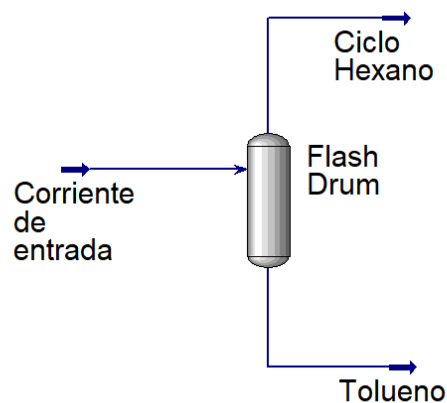 Ciclo
Hexano
Flash
Drum
Corriente
de
entrada
Tolueno